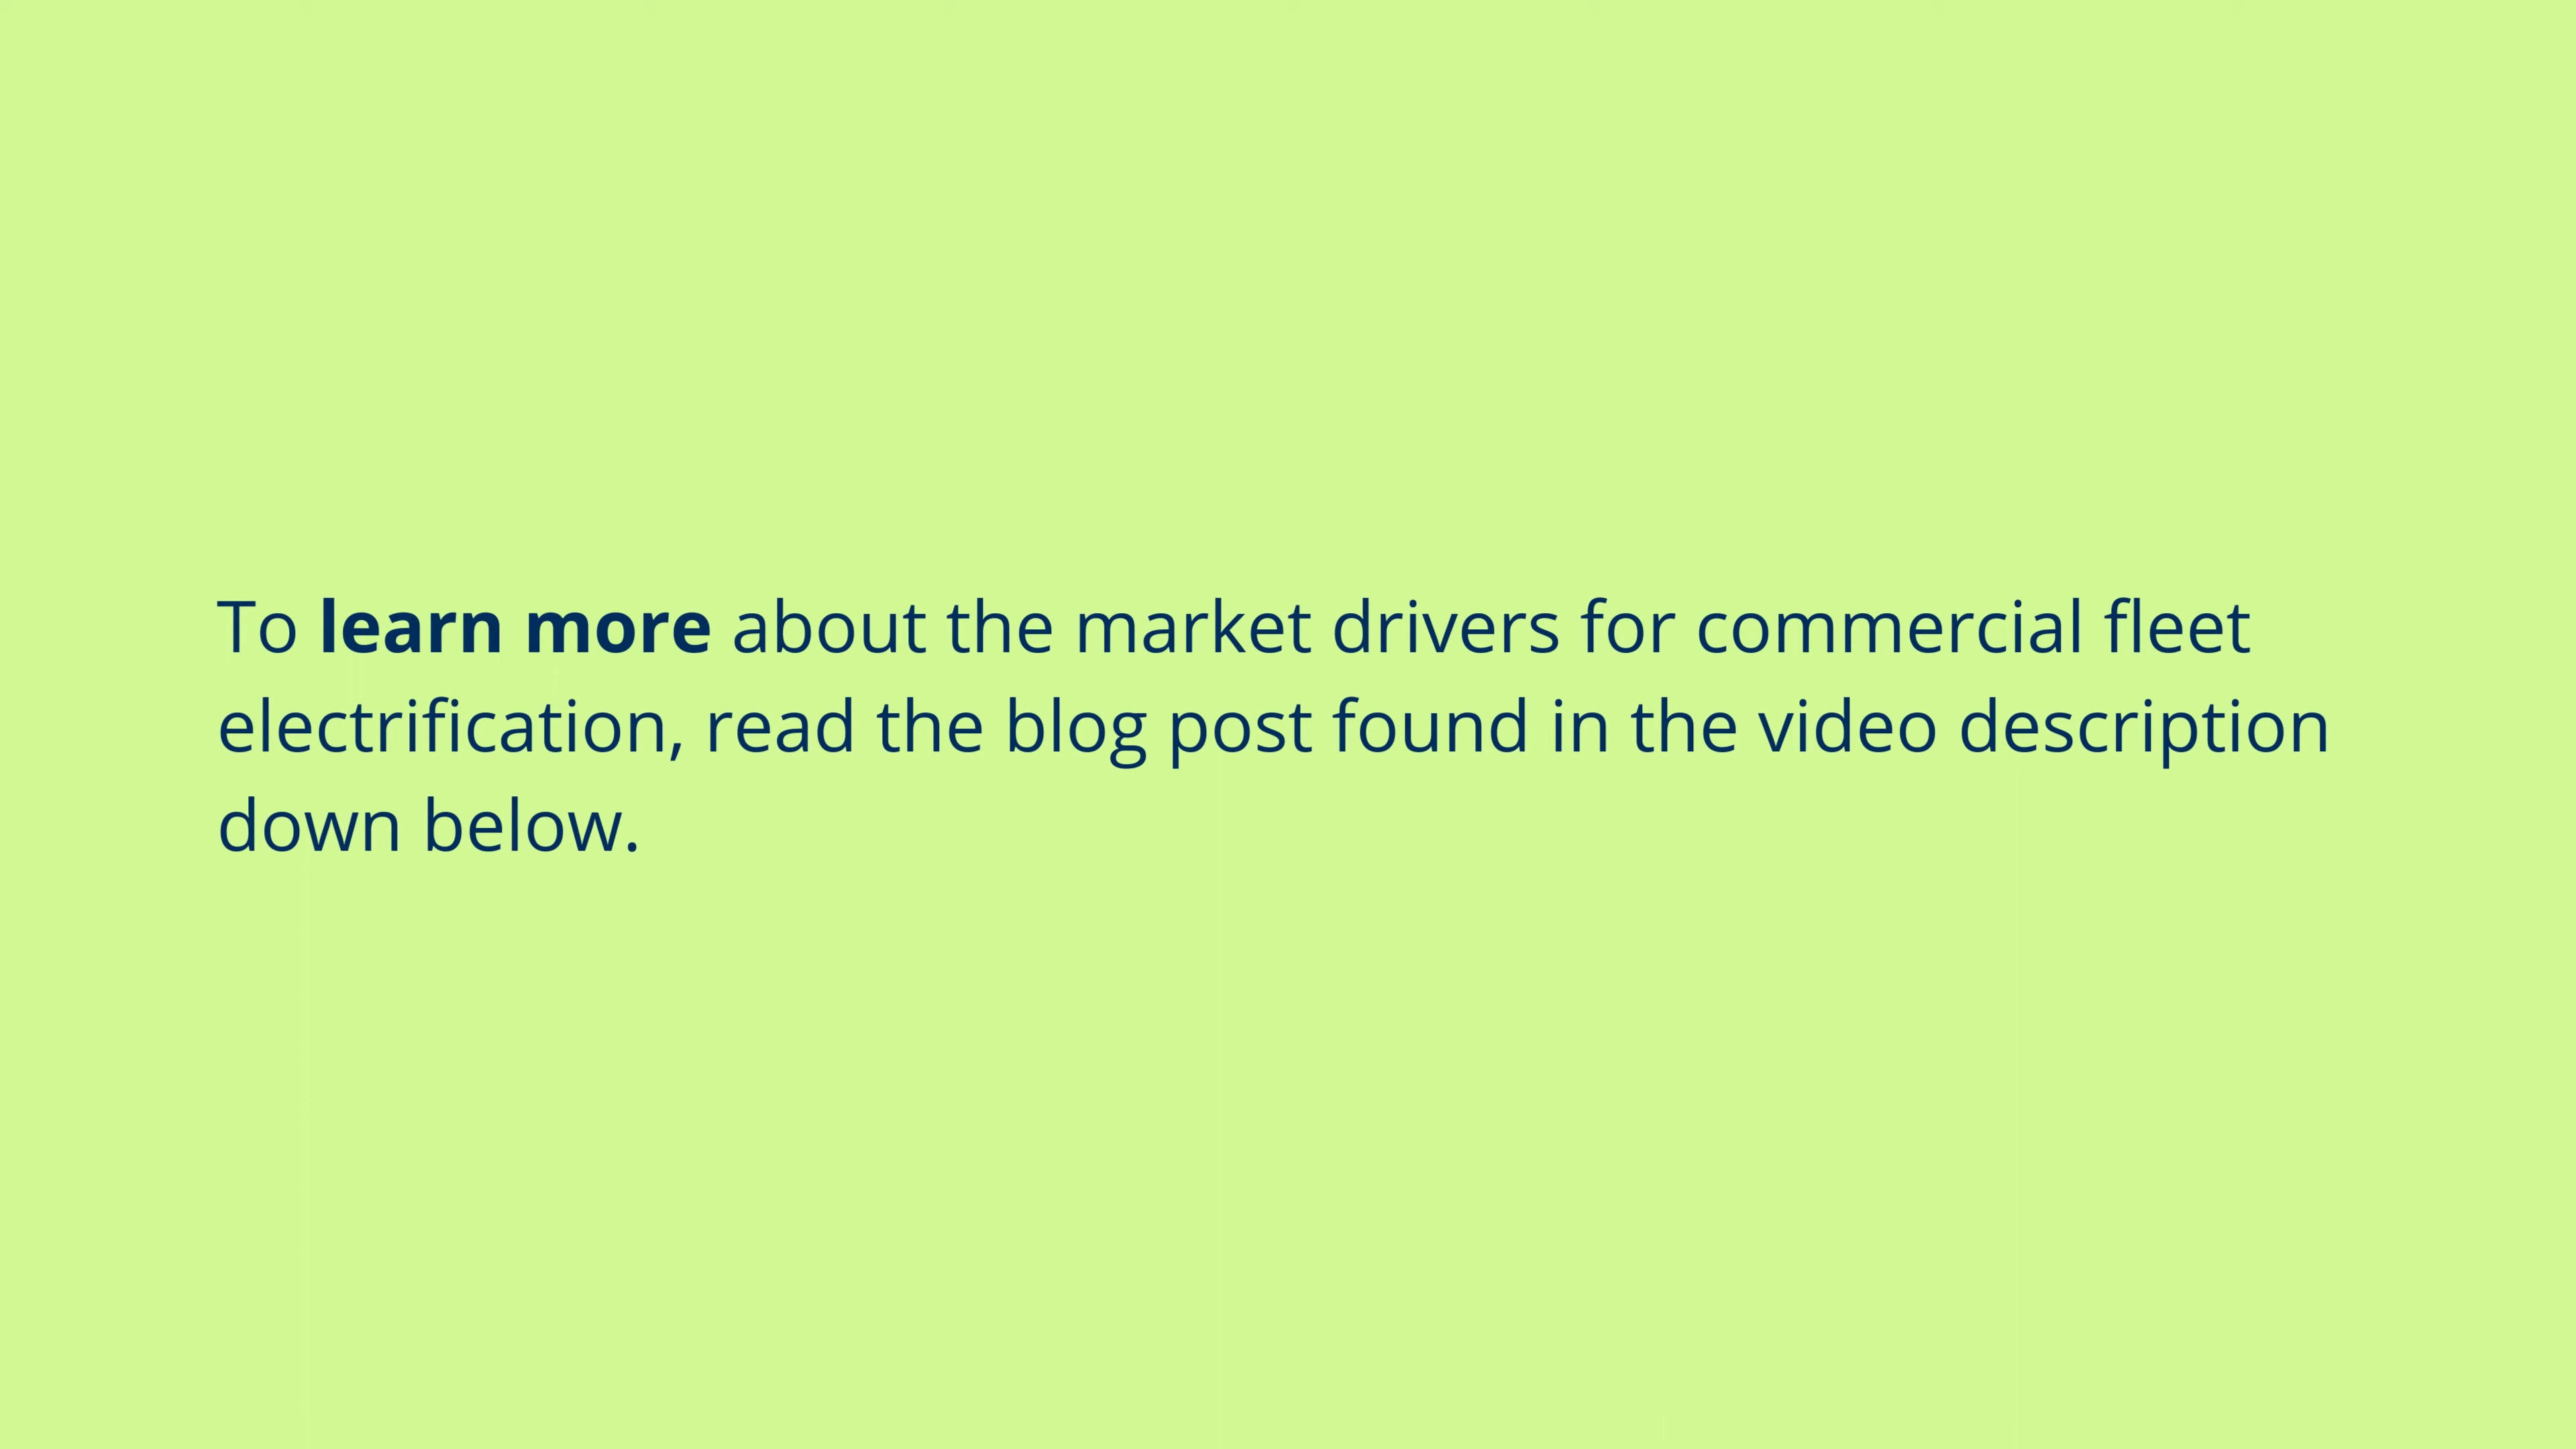 To learn more about the market drivers for commercial fleet
electrification, read the blog post found in the video description
down below.